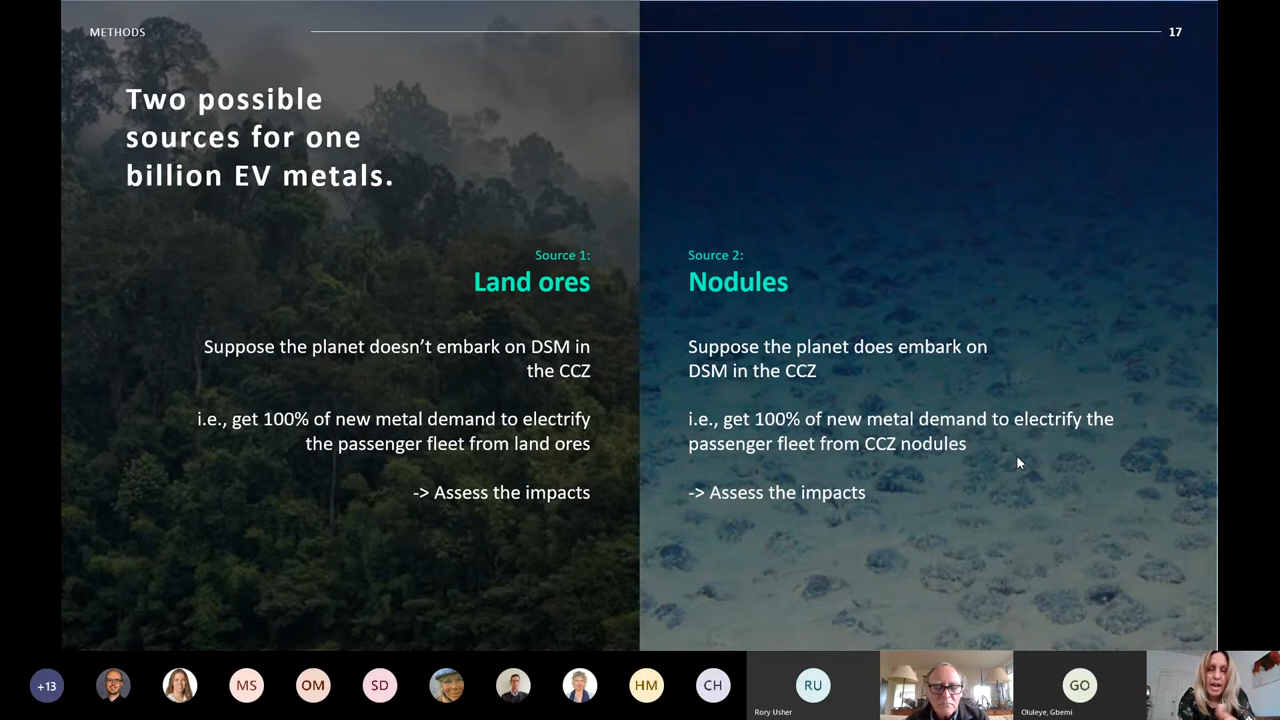 METHODS
17
Two possible
sources for one
billion EV metals.
Source 1:
Land ores
Suppose the planet doesn’t embark on DSM in
the CCZ
i.e., get 100% of new metal demand to electrify
the passenger fleet from land ores
-> Assess the impacts
Source 2:
Nodules
Suppose the planet does embark on
DSM in the CCZ
i.e., get 100% of new metal demand to electrify the
passenger fleet from CCZ nodules
-> Assess the impacts
+13
MS
OM
SD
HM
CH
RU
Rory Usher
GO
Oluleye, Gbemi